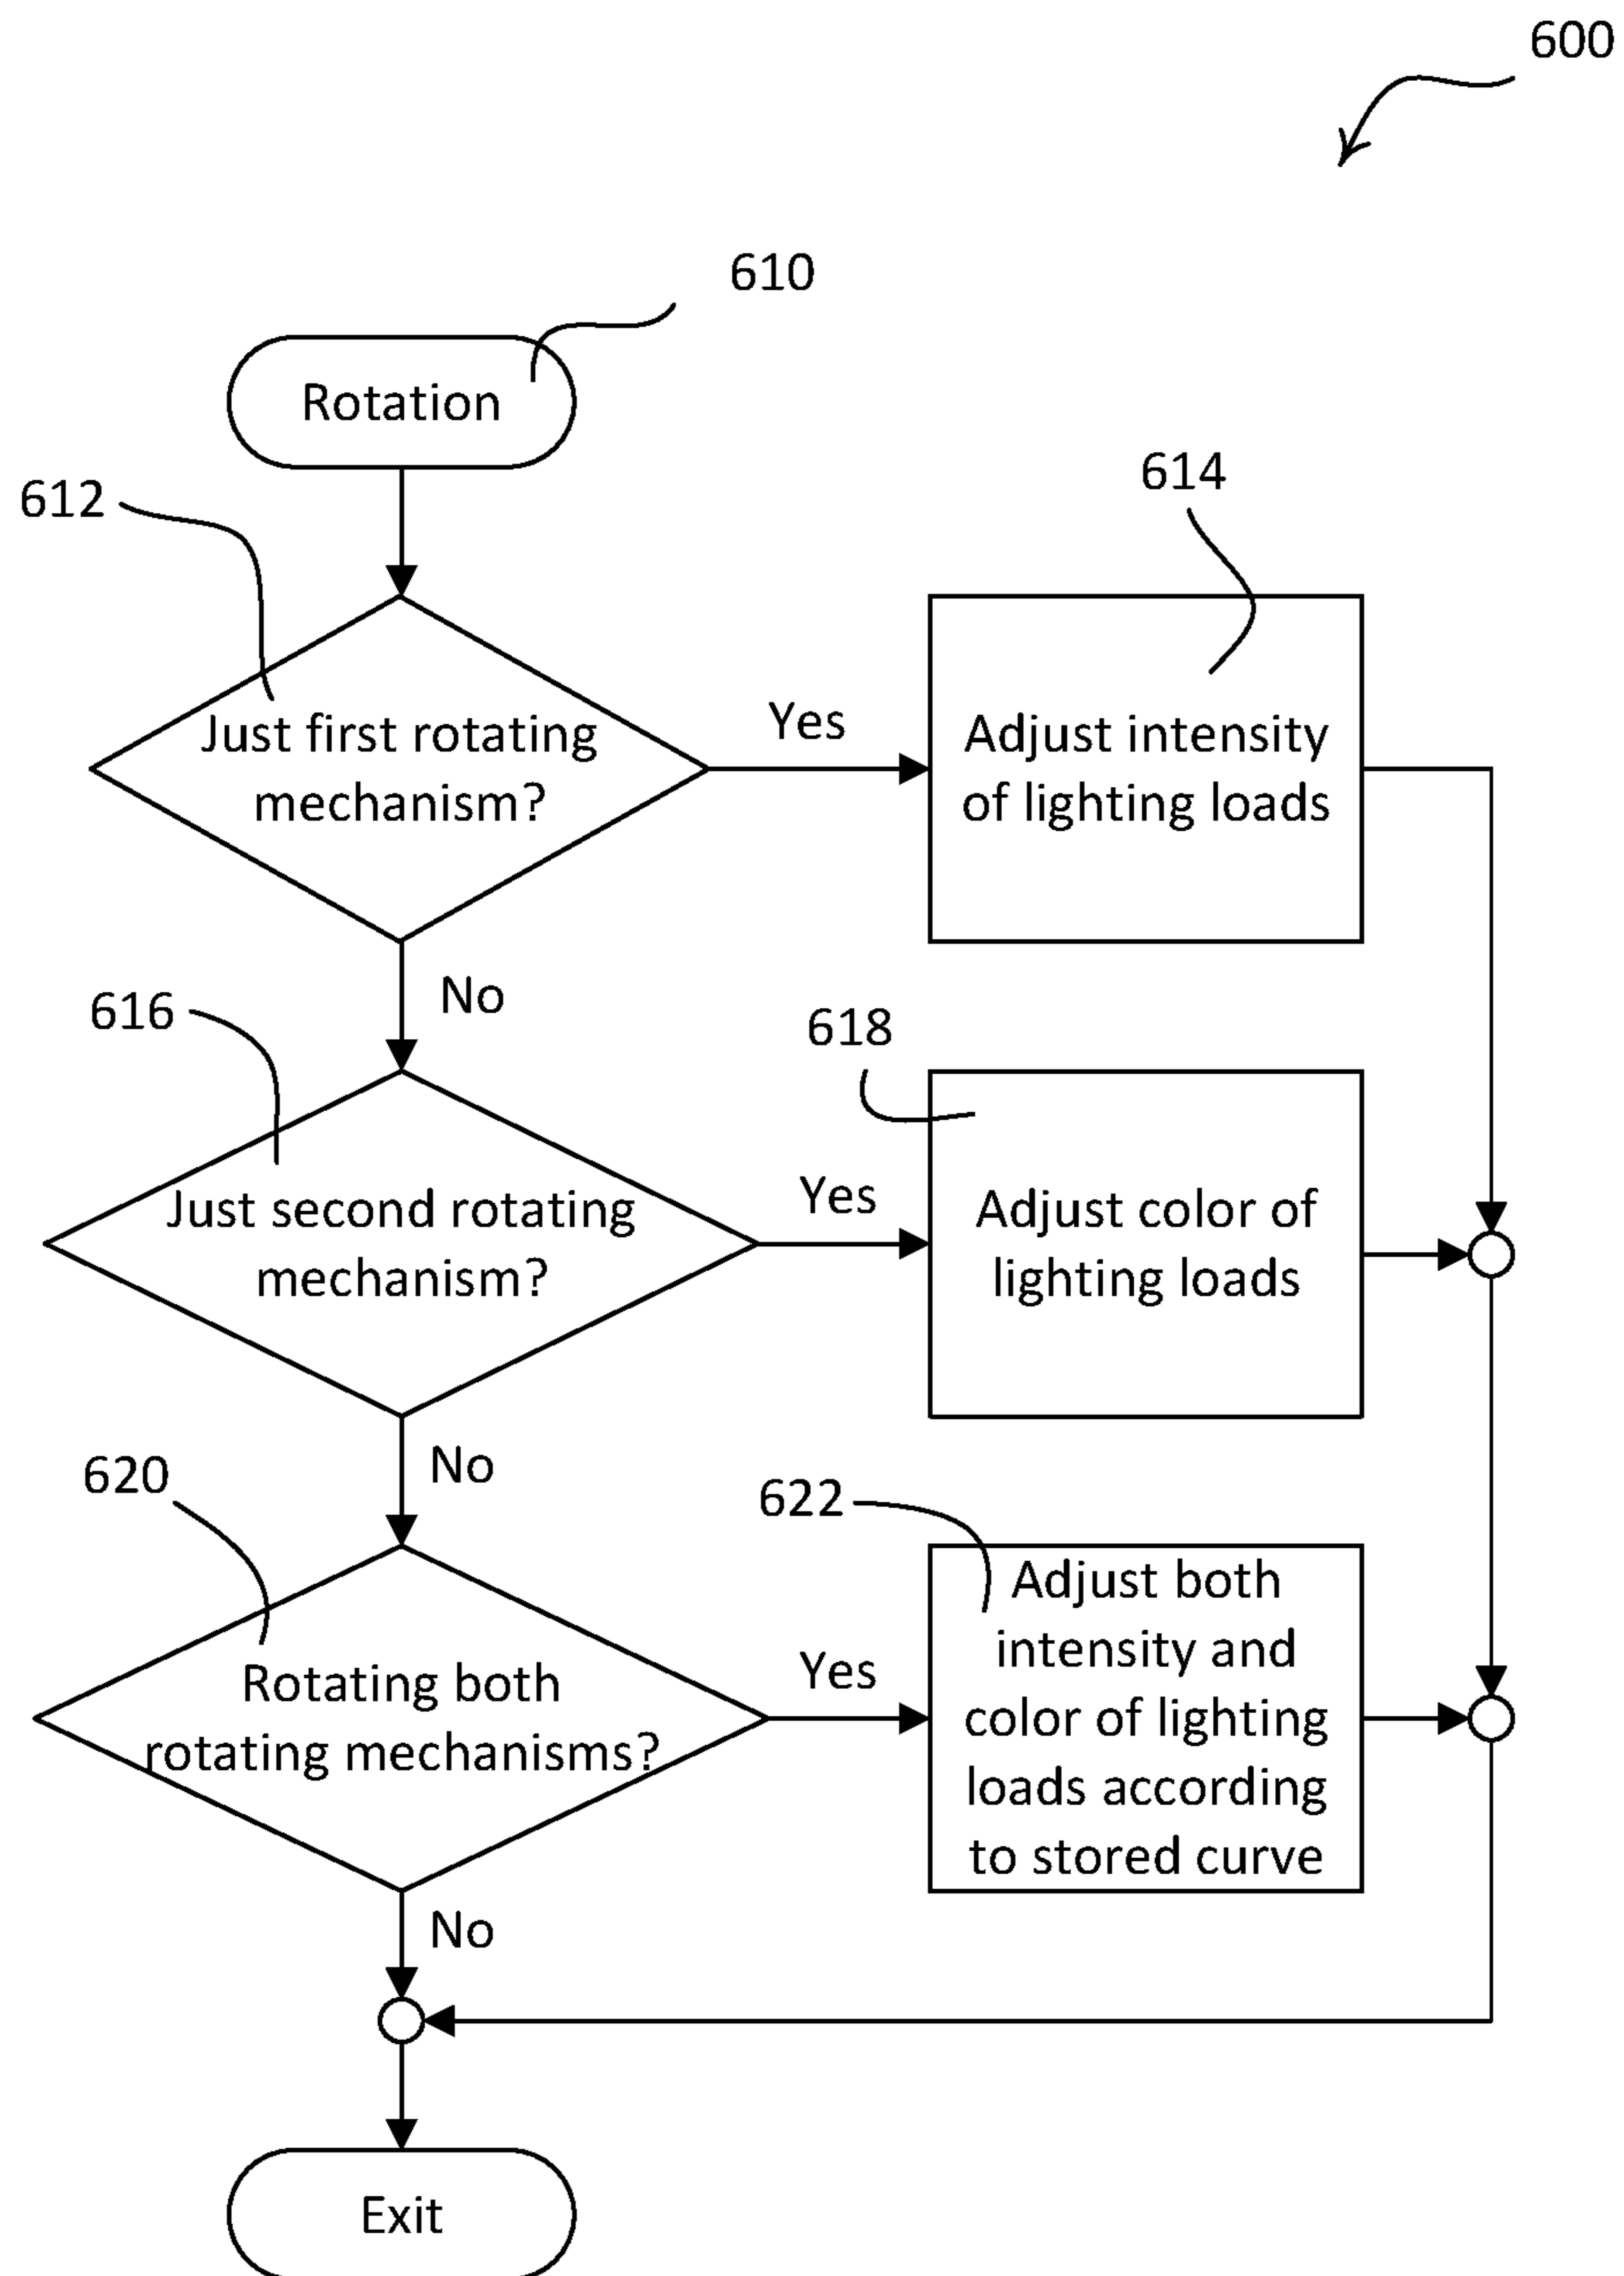 600
610
Rotation
612
614
Just first rotating
mechanism?
Yes
Adjust intensity
of lighting loads
No
616
618
Just second rotating
mechanism?
Yes
Adjust color of
lighting loads
No
620
622
Rotating both
rotating mechanisms?
Yes
Adjust both
intensity and
color of lighting
loads according
to stored curve
No
Exit